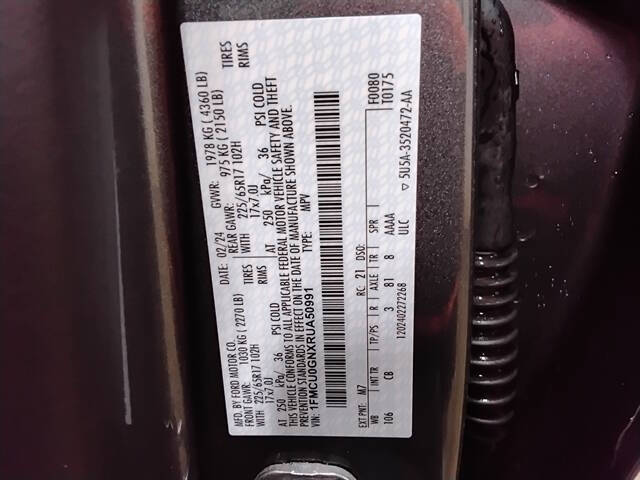 MFD. BY FORD MOTOR CO. DATE: 02/24 GVWR: 1978 KG ( 4360 LB)
FRONT GAWR: 1030 KG ( 2270 LB) REAR GAWR: 975 KG ( 2150 LB)
WITH 225/65R17 102H TIRES WITH 225/65R17 102H TIRES
17x7.0J RIMS 17x7.0J RIMS
AT 250 kPa/ 36 PSI COLD AT 250 kPa/ 36 PSI COLD
THIS VEHICLE CONFORMS TO ALL APPLICABLE FEDERAL MOTOR VEHICLE SAFETY AND THEFT
PREVENTION STANDARDS IN EFFECT ON THE DATE OF MANUFACTURE SHOWN ABOVE.
VIN: 1FMCU0GNXRUA50991 TYPE: MPV
F0080
T0175
EXT PNT: M7 RC: 21 DSO:
WB INT TR TP/PS R AXLE TR SPR
106 CB 3 81 8 AAAA
1202402272268 ULC
▽ 5U5A-3520472-AA